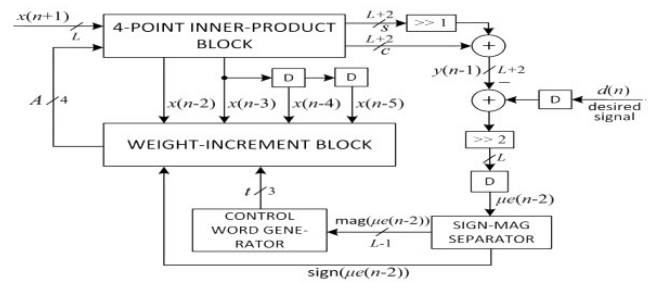 x(n+1)
L
4-POINT INNER-PRODUCT
BLOCK
L+2
s
>> 1
L+2
c
+
y(n-1)
L+2
−
D
D
x(n-2)
x(n-3)
x(n-4)
x(n-5)
A
4
+
D
d(n)
desired
signal
WEIGHT-INCREMENT BLOCK
>> 2
L
D
t
3
μe(n-2)
CONTROL
WORD GENE-
RATOR
mag(μe(n-2))
L-1
SIGN-MAG
SEPARATOR
sign(μe(n-2))